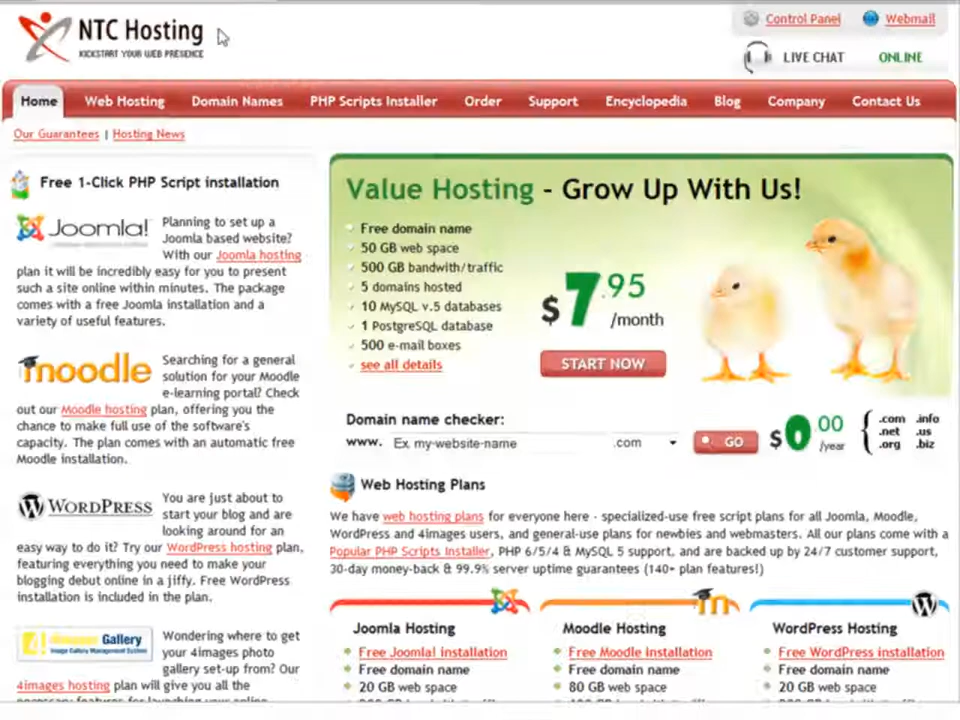 NTC Hosting
KICKSTART YOUR WEB PRESENCE
Control Panel
Webmail
LIVE CHAT
ONLINE
Home
Web Hosting
Domain Names
PHP Scripts Installer
Order
Support
Encyclopedia
Blog
Company
Contact Us
Our Guarantees | Hosting News
Free 1-Click PHP Script installation
Joomla!
Planning to set up a
Joomla based website?
With our Joomla hosting
plan it will be incredibly easy for you to present
such a site online within minutes. The package
comes with a free Joomla installation and a
variety of useful features.
moodle
Searching for a general
solution for your Moodle
e-learning portal? Check
out our Moodle hosting plan, offering you the
chance to make full use of the software's
capacity. The plan comes with an automatic free
Moodle installation.
WORDPRESS
You are just about to
start your blog and are
looking around for an
easy way to do it? Try our WordPress hosting plan,
featuring everything you need to make your
blogging debut online in a jiffy. Free WordPress
installation is included in the plan.
Gallery
Image Gallery Management System
Wondering where to get
your 4images photo
gallery set-up from? Our
4images hosting plan will give you all the
necessary features for launching your online
Value Hosting - Grow Up With Us!
Free domain name
50 GB web space
500 GB bandwith/traffic
5 domains hosted
10 MySQL v.5 databases
1 PostgreSQL database
500 e-mail boxes
see all details
$7.95
/month
START NOW
Domain name checker:
www. Ex. my-website-name .com
GO
$0.00
/year
.com .info
.net .us
.org .biz
Web Hosting Plans
We have web hosting plans for everyone here - specialized-use free script plans for all Joomla, Moodle,
WordPress and 4images users, and general-use plans for newbies and webmasters. All our plans come with a
Popular PHP Scripts Installer, PHP 6/5/4 & MySQL 5 support, and are backed up by 24/7 customer support,
30-day money-back & 99.9% server uptime guarantees (140+ plan features!)
Joomla Hosting
Free Joomla! installation
Free domain name
20 GB web space
Moodle Hosting
Free Moodle installation
Free domain name
80 GB web space
WordPress Hosting
Free WordPress installation
Free domain name
20 GB web space